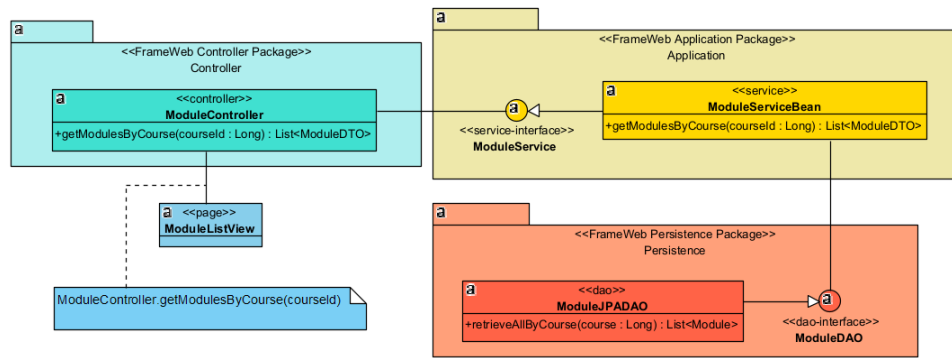 a
<<FrameWeb Controller Package>>
Controller
a
<<controller>>
ModuleController
+getModulesByCourse(courseId : Long) : List<ModuleDTO>
a
<<page>>
ModuleListView
ModuleController.getModulesByCourse(courseId)
a
<<FrameWeb Application Package>>
Application
a
<<service-interface>>
ModuleService
a
<<service>>
ModuleServiceBean
+getModulesByCourse(courseId : Long) : List<ModuleDTO>
a
<<FrameWeb Persistence Package>>
Persistence
a
<<dao>>
ModuleJPADAO
+retrieveAllByCourse(course : Long) : List<Module>
a
<<dao-interface>>
ModuleDAO